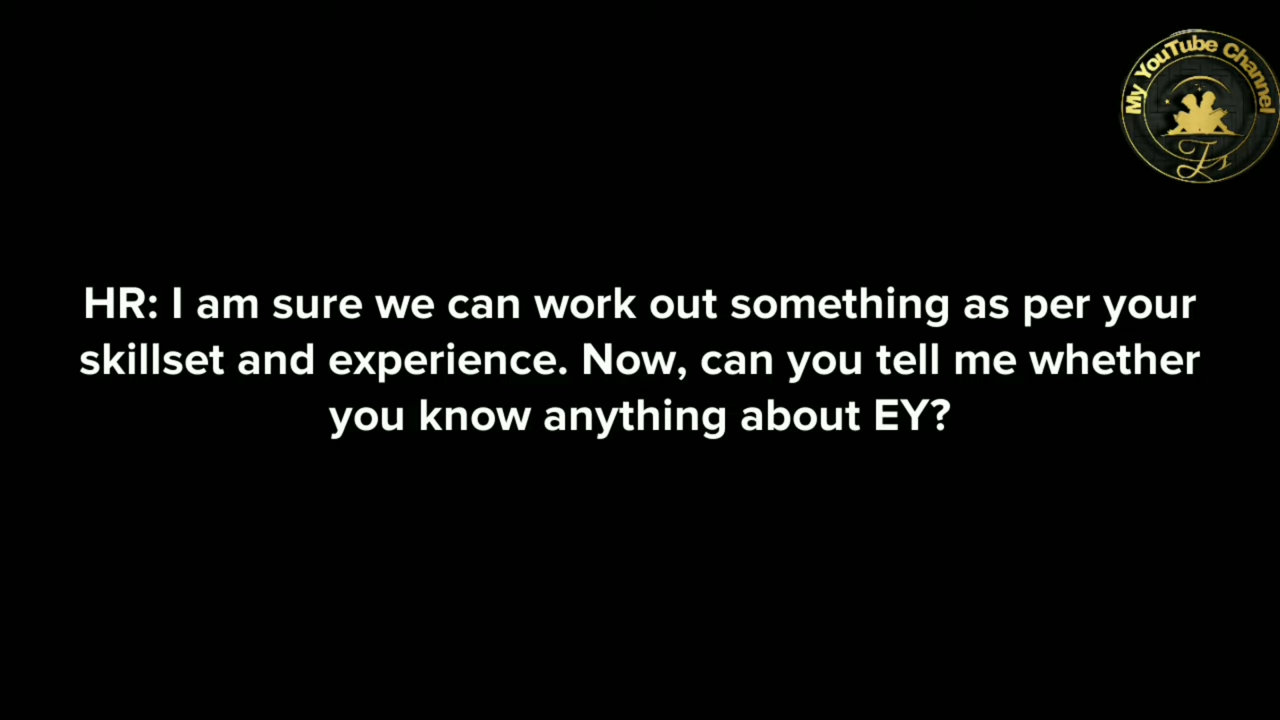 My YouTube Channel
HR: I am sure we can work out something as per your
skillset and experience. Now, can you tell me whether
you know anything about EY?